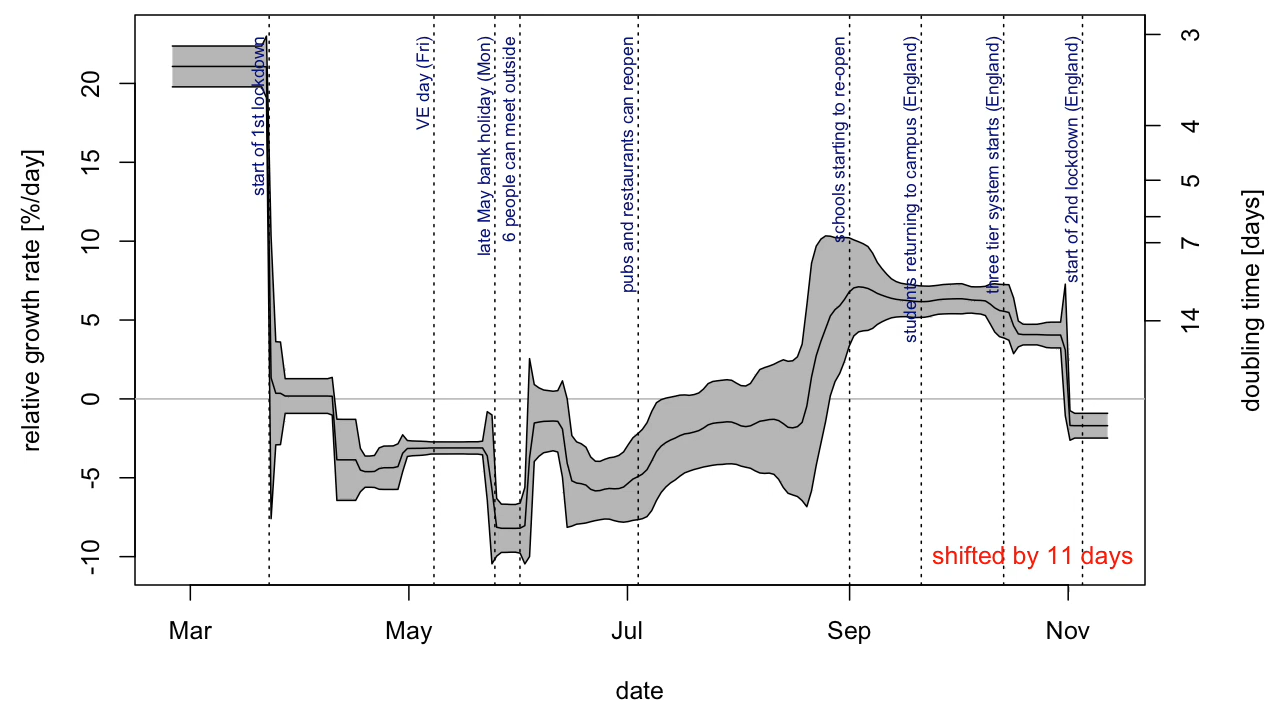 relative growth rate [%/day]
20
15
10
5
0
-5
-10
start of 1st lockdown
VE day (Fri)
late May bank holiday (Mon)
6 people can meet outside
pubs and restaurants can reopen
schools starting to re-open
students returning to campus (England)
three tier system starts (England)
start of 2nd lockdown (England)
3
4
5
7
14
doubling time [days]
shifted by 11 days
Mar
May
Jul
Sep
Nov
date